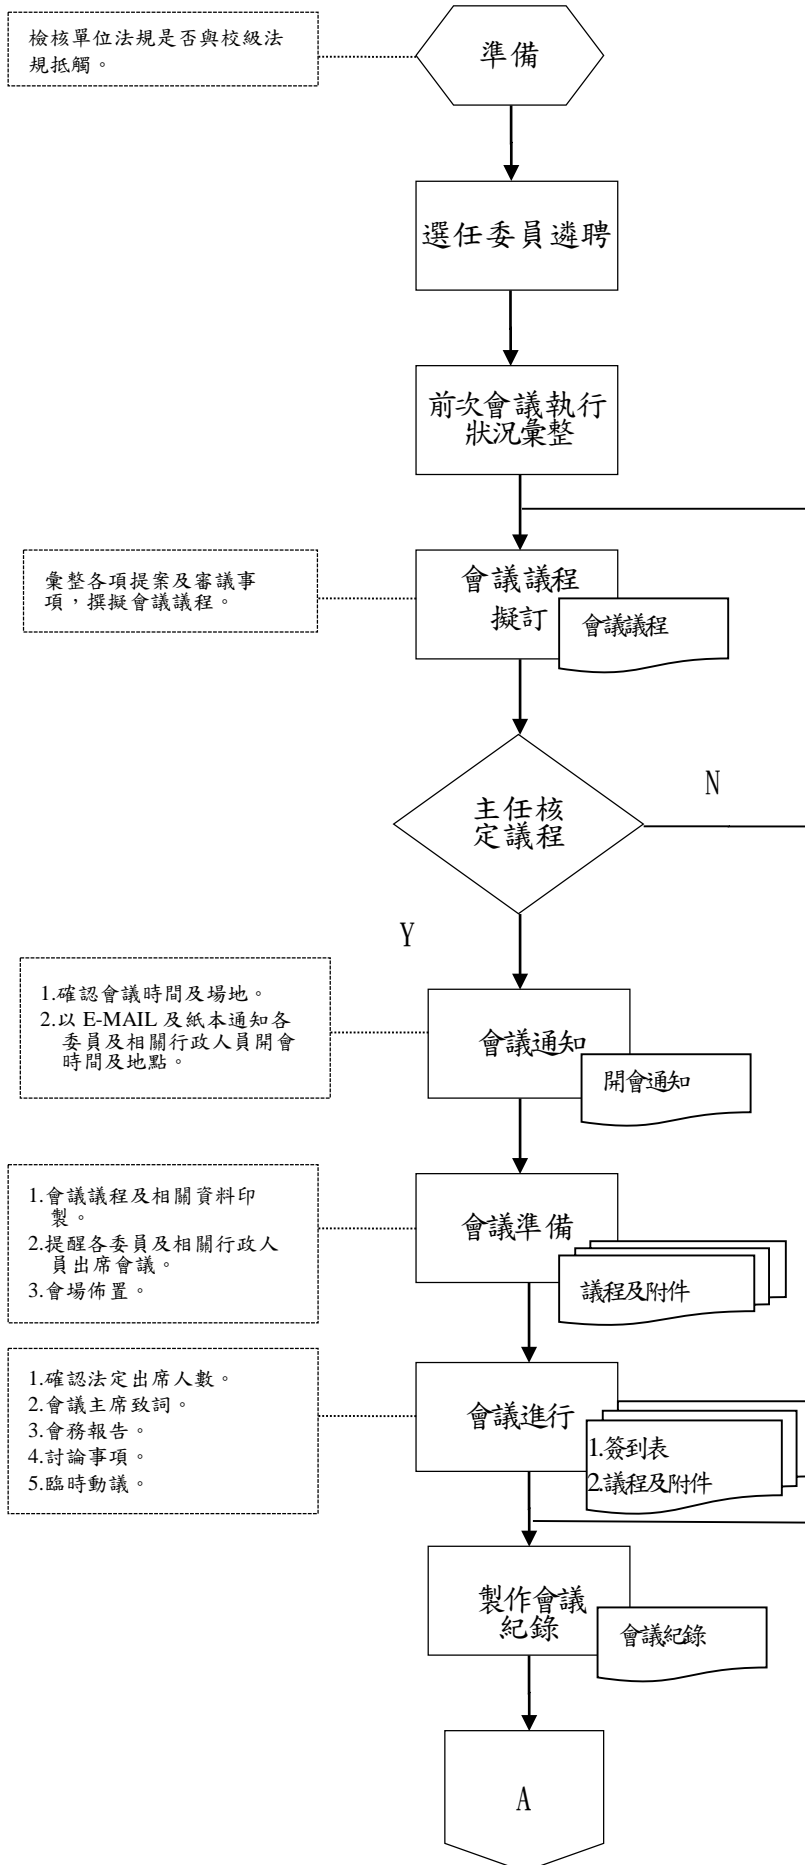 檢核單位法規是否與校級法
規抵觸。
準備
選任委員遴聘
前次會議執行
狀況彙整
彙整各項提案及審議事
項，撰擬會議議程。
會議議程
擬訂
會議議程
主任核
定議程
N
Y
1.確認會議時間及場地。
2.以 E-MAIL 及紙本通知各
委員及相關行政人員開會
時間及地點。
會議通知
開會通知
1.會議議程及相關資料印
製。
2.提醒各委員及相關行政人
員出席會議。
3.會場佈置。
會議準備
議程及附件
1.確認法定出席人數。
2.會議主席致詞。
3.會務報告。
4.討論事項。
5.臨時動議。
會議進行
1.簽到表
2.議程及附件
製作會議
紀錄
會議紀錄
A